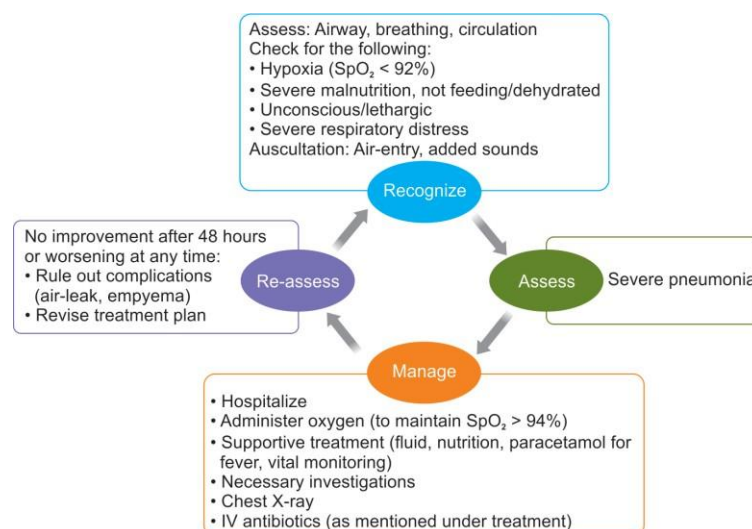 Assess: Airway, breathing, circulation
Check for the following:
• Hypoxia (SpO₂ < 92%)
• Severe malnutrition, not feeding/dehydrated
• Unconscious/lethargic
• Severe respiratory distress
Auscultation: Air-entry, added sounds
Recognize
No improvement after 48 hours
or worsening at any time:
• Rule out complications
(air-leak, empyema)
• Revise treatment plan
Re-assess
Assess
Severe pneumonia
Manage
• Hospitalize
• Administer oxygen (to maintain SpO₂ > 94%)
• Supportive treatment (fluid, nutrition, paracetamol for
fever, vital monitoring)
• Necessary investigations
• Chest X-ray
• IV antibiotics (as mentioned under treatment)